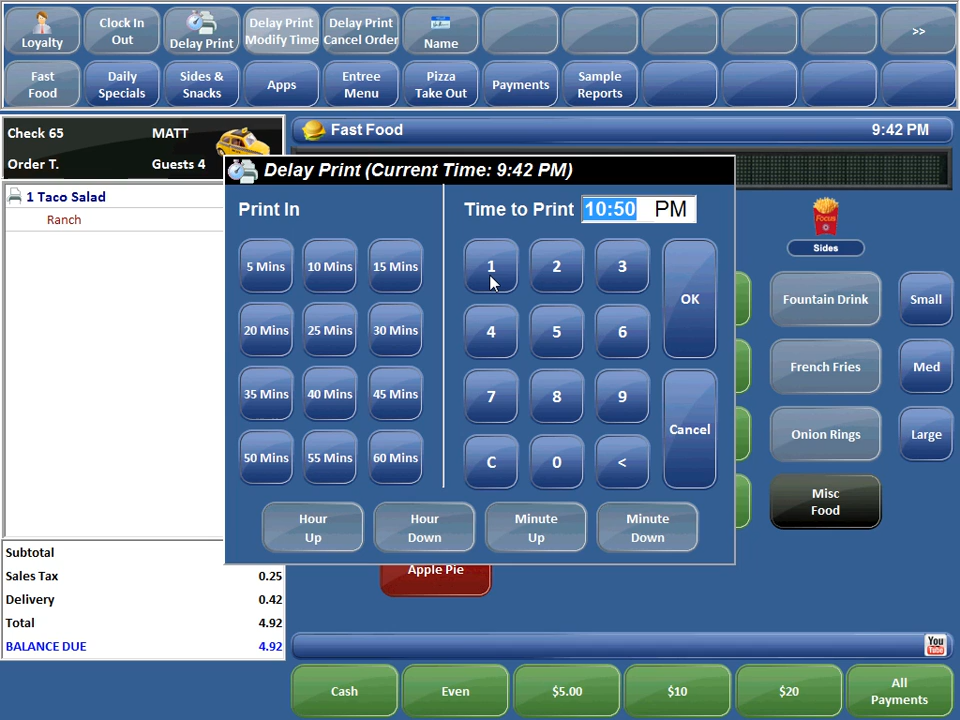 Loyalty
Clock In
Out
Delay Print
Delay Print
Modify Time
Delay Print
Cancel Order
Name
>>
Fast
Food
Daily
Specials
Sides &
Snacks
Apps
Entree
Menu
Pizza
Take Out
Payments
Sample
Reports
Check 65 MATT
Order T. Guests 4
Fast Food 9:42 PM
1 Taco Salad
Ranch
Delay Print (Current Time: 9:42 PM)
Print In
Time to Print 10:50 PM
5 Mins 10 Mins 15 Mins
20 Mins 25 Mins 30 Mins
35 Mins 40 Mins 45 Mins
50 Mins 55 Mins 60 Mins
1 2 3
4 5 6
7 8 9
C 0 <
OK
Cancel
Hour
Up
Hour
Down
Minute
Up
Minute
Down
Focus
Sides
Fountain Drink Small
French Fries Med
Onion Rings Large
Misc
Food
Apple Pie
Subtotal
Sales Tax 0.25
Delivery 0.42
Total 4.92
BALANCE DUE 4.92
You
Tube
Cash
Even
$5.00
$10
$20
All
Payments